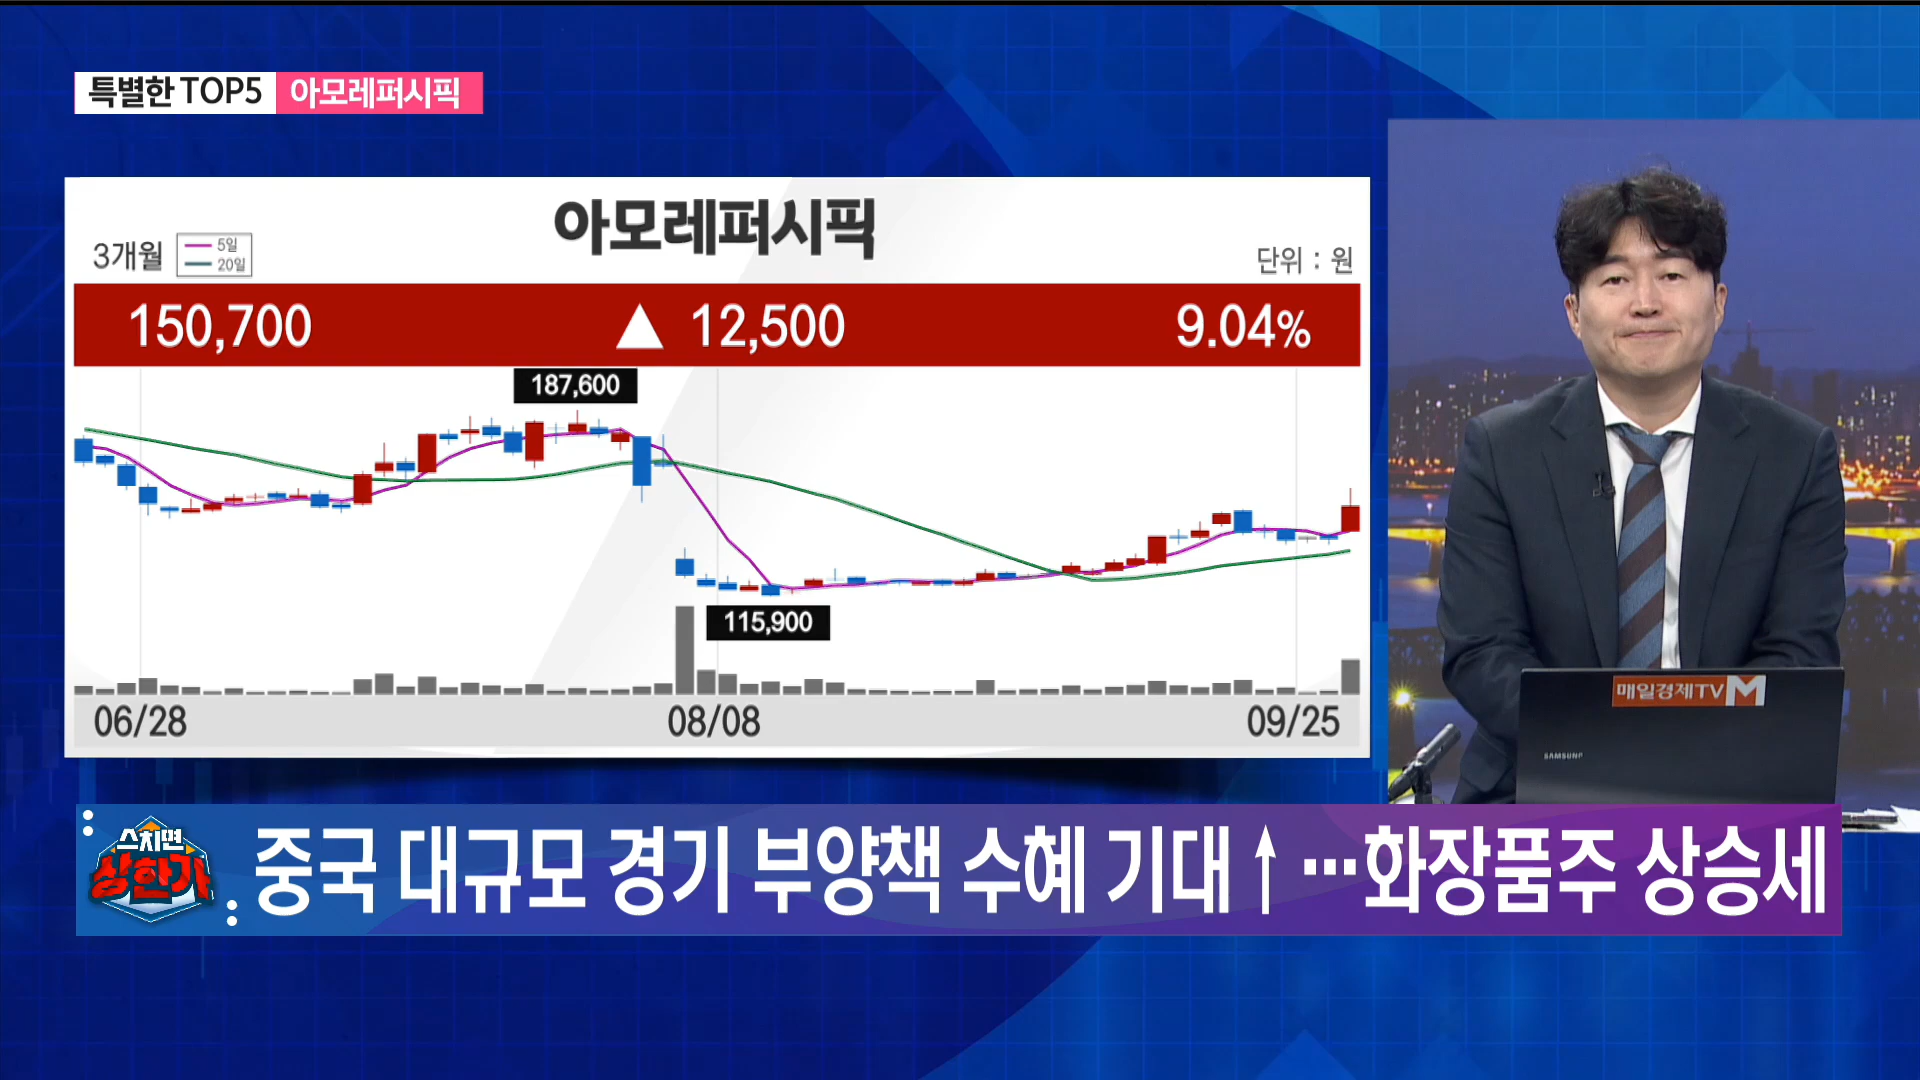 특별한 TOP5 아모레퍼시픽
아모레퍼시픽
3개월
5일
20일
단위 : 원
150,700 ▲ 12,500 9.04%
187,600
115,900
06/28 08/08 09/25
매일경제TV M
SAMSUNG
스치면
상한가
중국 대규모 경기 부양책 수혜 기대↑…화장품주 상승세